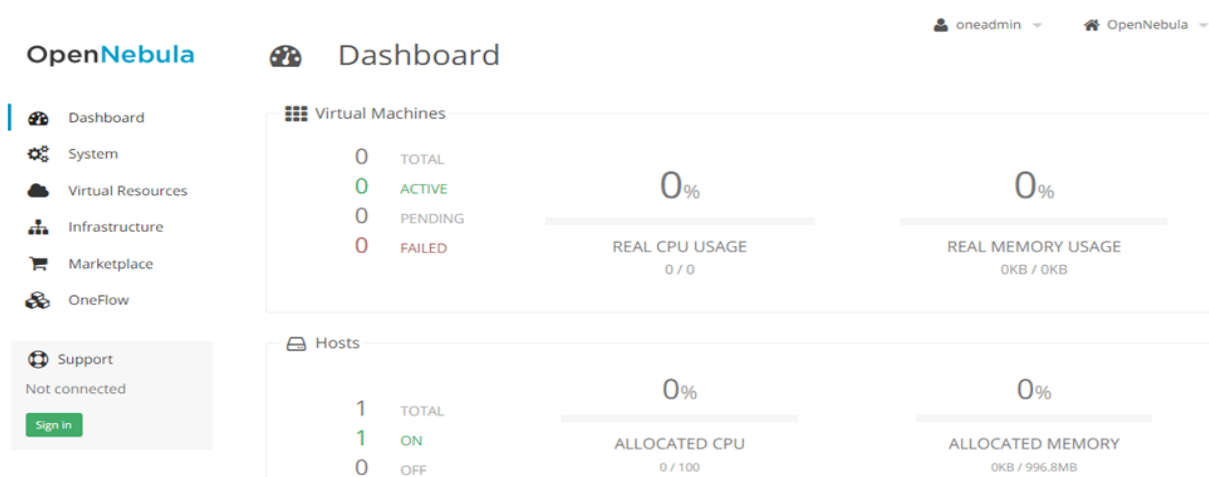 oneadmin OpenNebula
OpenNebula Dashboard
Dashboard
System
Virtual Resources
Infrastructure
Marketplace
OneFlow
Support
Not connected
Sign in
Virtual Machines
0 TOTAL
0 ACTIVE
0 PENDING
0 FAILED
0%
REAL CPU USAGE
0 / 0
0%
REAL MEMORY USAGE
0KB / 0KB
Hosts
1 TOTAL
1 ON
0 OFF
0%
ALLOCATED CPU
0 / 100
0%
ALLOCATED MEMORY
0KB / 996.8MB